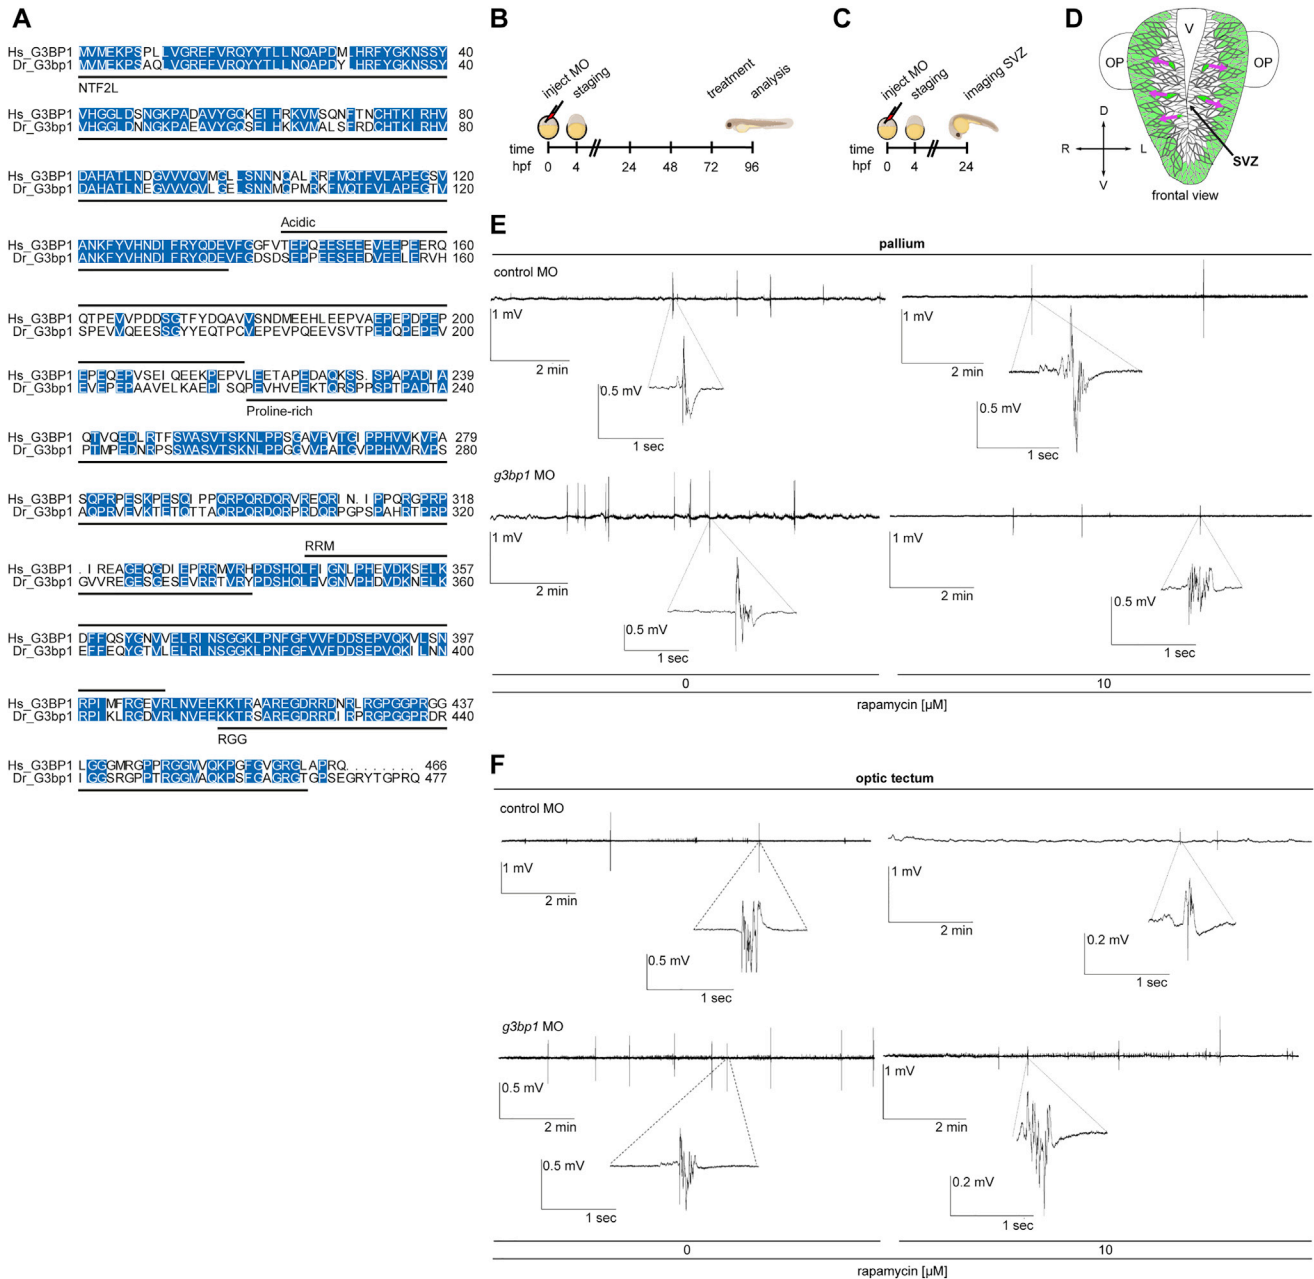 A
Hs_G3BP1 MVMEKPSPLLVGREFVRQYYTLLNQAPDMLHRFYGKNSSY 40
Dr_G3bp1 MVMEKPSAQLVGREFVRQYYTLLNQAPDYLHRFYGKNSSY 40
NTF2L
Hs_G3BP1 VHGGLDSNGKPADAVYGQKEIHRKVMSQNFTNCHTKIRHV 80
Dr_G3bp1 VHGGLDNNGKPAEAVYGQSEIHKKVMALSFRDCHTKIRHV 80
Hs_G3BP1 DAHATLNDGVVVQVMGLLSNNNQALRRFMQTFVLAPEGSV 120
Dr_G3bp1 DAHATLNEGVVVQVLGELSNNMQPMRKFMQTFVLAPEGTV 120
Acidic
Hs_G3BP1 ANKFYVHNDIFRYQDEVFGGFVTEPQEESEEEVEEPEERQ 160
Dr_G3bp1 ANKFYVHNDIFRYQDEVFGDSDSEPPEESEEDVEELERVH 160
Hs_G3BP1 QTPEVVPDDSGTFYDQAVVSNDMEEHLEEPVAEPEPDPEP 200
Dr_G3bp1 SPEVVQEESSGYYEQTPCVEPEVPQEEVSVTPEPQPEPEV 200
Hs_G3BP1 EPEQEPVSEIQEEKPEPVLEETAPEDAQKSS.SPAPADIA 239
Dr_G3bp1 EVEPEPAAVELKAEPISQPEVHVEEKTQRSPPSPTPADTA 240
Proline-rich
Hs_G3BP1 QTVQEDLRTFSWASVTSKNLPPSGAVPVTGIPPHVVKVPA 279
Dr_G3bp1 PTMPEDNRPSSWASVTSKNLPPGGVVPATGVPPHVVRVPS 280
Hs_G3BP1 SQPRPESKPESQIPPQRPQRDQRVREQRIN.IPPQRGPRP 318
Dr_G3bp1 AQPRVEVKTETQTTAQRPQRDQRPRDQRPGPSPAHRTPRP 320
RRM
Hs_G3BP1 .IREAGEQGDIEPRRMVRHPDSHQLFIGNLPHEVDKSELK 357
Dr_G3bp1 GVVREGESGESEVRRTVRYPDSHQLFVGNVPHDVDKNELK 360
Hs_G3BP1 DFFQSYGNVVELRINSGGKLPNFGFVVFDDSEPVQKVLSN 397
Dr_G3bp1 EFFEQYGTVLELRINSGGKLPNFGFVVFDDSEPVQKILNN 400
Hs_G3BP1 RPIMFRGEVRLNVEEKKTRAAREGDRRDNRLRGPGGPRGG 437
Dr_G3bp1 RPLKLRGDVRLNVEEKKTRSAREGDRRDIRPRGPGGPRDR 440
RGG
Hs_G3BP1 LGGGMRGPPRGGMVQKPGFGVGRGLAPRQ........ 466
Dr_G3bp1 IGGSRGPPTRGGMAQKPSFGAGRGTGPSEGRYTGPRQ 477
B
inject MO staging treatment analysis
time
hpf 0 4 24 48 72 96
C
inject MO staging imaging SVZ
time
hpf 0 4 24
D
V
OP OP
D
R L
V
SVZ
frontal view
E
pallium
control MO
1 mV
2 min
0.5 mV
1 sec
1 mV
2 min
0.5 mV
1 sec
g3bp1 MO
1 mV
2 min
0.5 mV
1 sec
1 mV
2 min
0.5 mV
1 sec
0 10
rapamycin [µM]
F
optic tectum
control MO
1 mV
2 min
0.5 mV
1 sec
1 mV
2 min
0.2 mV
1 sec
g3bp1 MO
0.5 mV
2 min
0.5 mV
1 sec
1 mV
2 min
0.2 mV
1 sec
0 10
rapamycin [µM]